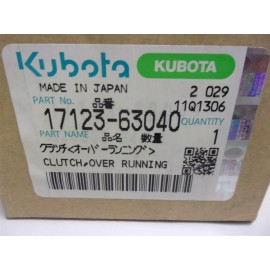 Kubota KUBOTA
MADE IN JAPAN 2 029
PART No. 品番 11Q1306
17123-63040 QUANTITY
PART NAME 品名 数量 1
クラッチ<オーバーランニング>
CLUTCH,OVER RUNNING